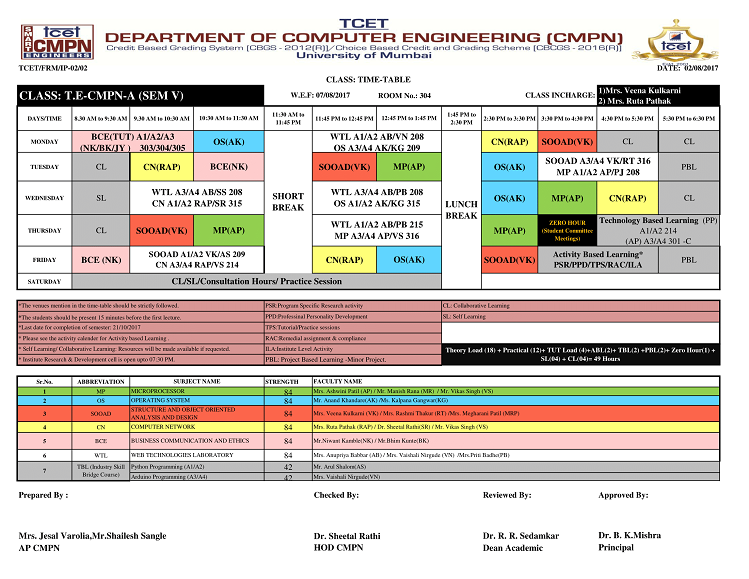 TCET
DEPARTMENT OF COMPUTER ENGINEERING (CMPN)
Credit Based Grading System [CBGS - 2012(R)]/Choice Based Credit and Grading Scheme [CBCGS - 2016(R)]
University of Mumbai
SMART
CMPN
ENGINEERS
tcet
TCET/FRM/IP-02/02
DATE: 02/08/2017
CLASS: TIME-TABLE
CLASS: T.E-CMPN-A (SEM V)
W.E.F: 07/08/2017
ROOM No.: 304
CLASS INCHARGE:
1)Mrs. Veena Kulkarni
2) Mrs. Ruta Pathak
DAYS/TIME 8.30 AM to 9:30 AM 9:30 AM to 10:30 AM 10:30 AM to 11:30 AM 11:30 AM to 11:45 PM 11:45 PM to 12:45 PM 12:45 PM to 1:45 PM 1:45 PM to 2:30 PM 2:30 PM to 3:30 PM 3:30 PM to 4:30 PM 4:30 PM to 5:30 PM 5:30 PM to 6:30 PM
MONDAY
BCE(TUT) A1/A2/A3
(NK/BK/JY ) 303/304/305
OS(AK)
WTL A1/A2 AB/VN 208
OS A3/A4 AK/KG 209
CN(RAP) SOOAD(VK) CL CL
TUESDAY CL CN(RAP) BCE(NK) SOOAD(VK) MP(AP) OS(AK)
SOOAD A3/A4 VK/RT 316
MP A1/A2 AP/PJ 208
PBL
WEDNESDAY SL
WTL A3/A4 AB/SS 208
CN A1/A2 RAP/SR 315
SHORT
BREAK
WTL A3/A4 AB/PB 208
OS A1/A2 AK/KG 315
LUNCH
BREAK
OS(AK) MP(AP) CN(RAP) CL
THURSDAY CL SOOAD(VK) MP(AP)
WTL A1/A2 AB/PB 215
MP A3/A4 AP/VS 316
MP(AP)
ZERO HOUR
(Student Committee
Meetings)
Technology Based Learning (PP)
A1/A2 214
(AP) A3/A4 301 -C
FRIDAY BCE (NK)
SOOAD A1/A2 VK/AS 209
CN A3/A4 RAP/VS 214
CN(RAP) OS(AK) SOOAD(VK)
Activity Based Learning*
PSR/PPD/TPS/RAC/ILA
PBL
SATURDAY CL/SL/Consultation Hours/ Practice Session
*The venues mention in the time-table should be strictly followed. PSR:Program Specific Research activity CL: Collaborative Learning
*The students should be present 15 minutes before the first lecture. PPD:Professional Personality Development SL: Self Learning
*Last date for completion of semester: 21/10/2017 TPS:Tutorial/Practice sessions
* Please see the activity calender for Activity based Learning . RAC:Remedial assignment & compliance
* Self Learning/ Collaborative Learning: Resources will be made available if requested. ILA:Institute Level Activity
* Institute Research & Development cell is open upto 07:30 PM. PBL: Project Based Learning -Minor Project.
Theory Load (18) + Practical (12)+ TUT Load (4)+ABL(2)+ TBL(2) +PBL(2)+ Zero Hour(1) +
SL(04) + CL(04)= 49 Hours
Sr.No. ABBREVIATION SUBJECT NAME STRENGTH FACULTY NAME
1 MP MICROPROCESSOR 84 Mrs. Ashwini Patil (AP) / Mr. Manish Rana (MR) / Mr. Vikas Singh (VS)
2 OS OPERATING SYSTEM 84 Mr. Anand Khandare(AK) /Ms. Kalpana Gangwar(KG)
3 SOOAD STRUCTURE AND OBJECT ORIENTED ANALYSIS AND DESIGN 84 Mrs. Veena Kulkarni (VK) / Mrs. Rashmi Thakur (RT) /Mrs. Megharani Patil (MRP)
4 CN COMPUTER NETWORK 84 Mrs. Ruta Pathak (RAP) / Dr. Sheetal Rathi(SR) / Mr. Vikas Singh (VS)
5 BCE BUSINESS COMMUNICATION AND ETHICS 84 Mr.Niwant Kamble(NK) / Mr.Bhim Kunte(BK)
6 WTL WEB TECHNOLOGIES LABORATORY 84 Mrs. Anupriya Babbar (AB) / Mrs. Vaishali Nirgude (VN) /Mrs.Priti Badhe(PB)
7 TBL (Industry Skill Bridge Course) Python Programming (A1/A2) 42 Mr. Arul Shalom(AS)
Arduino Programming (A3/A4) 42 Mrs. Vaishali Nirgude(VN)
Prepared By : Checked By: Reviewed By: Approved By:
Mrs. Jesal Varolia,Mr.Shailesh Sangle Dr. Sheetal Rathi Dr. R. R. Sedamkar Dr. B. K.Mishra
AP CMPN HOD CMPN Dean Academic Principal